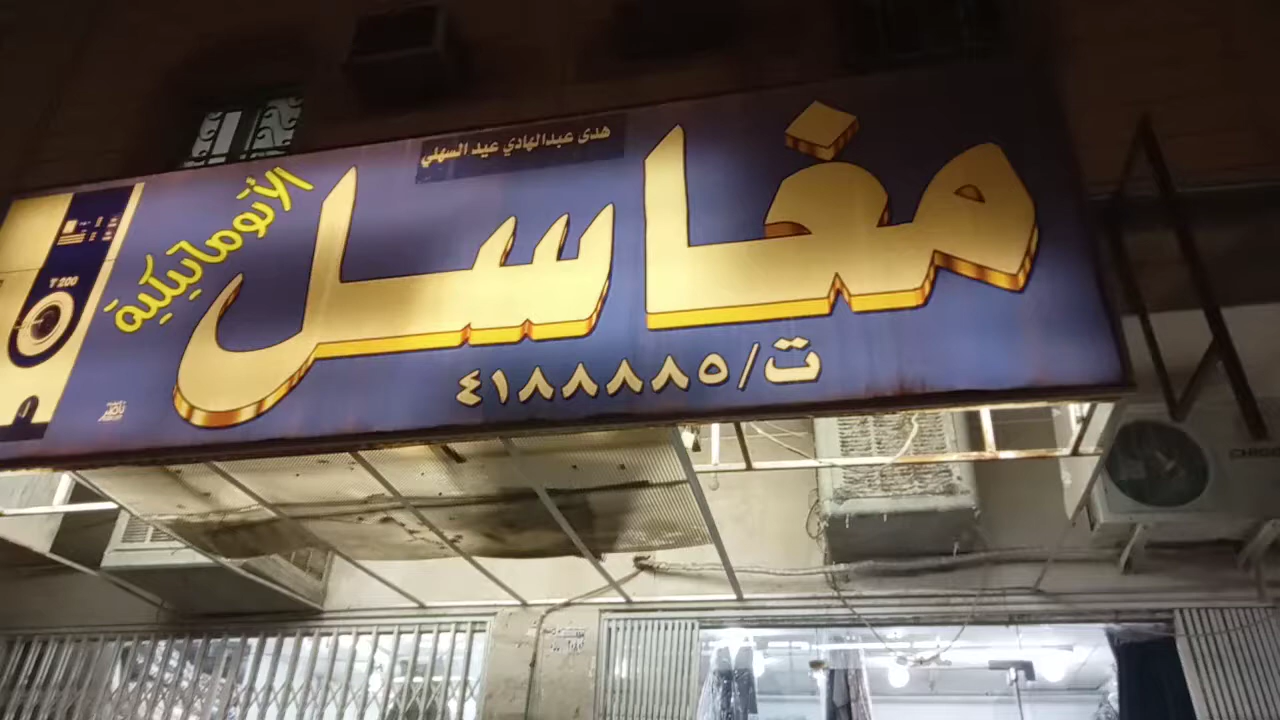 هدى عبدالهادي عيد السهلي
مغاسل
الأتوماتيكية
ت/٤١٨٨٨٨٥
T 200